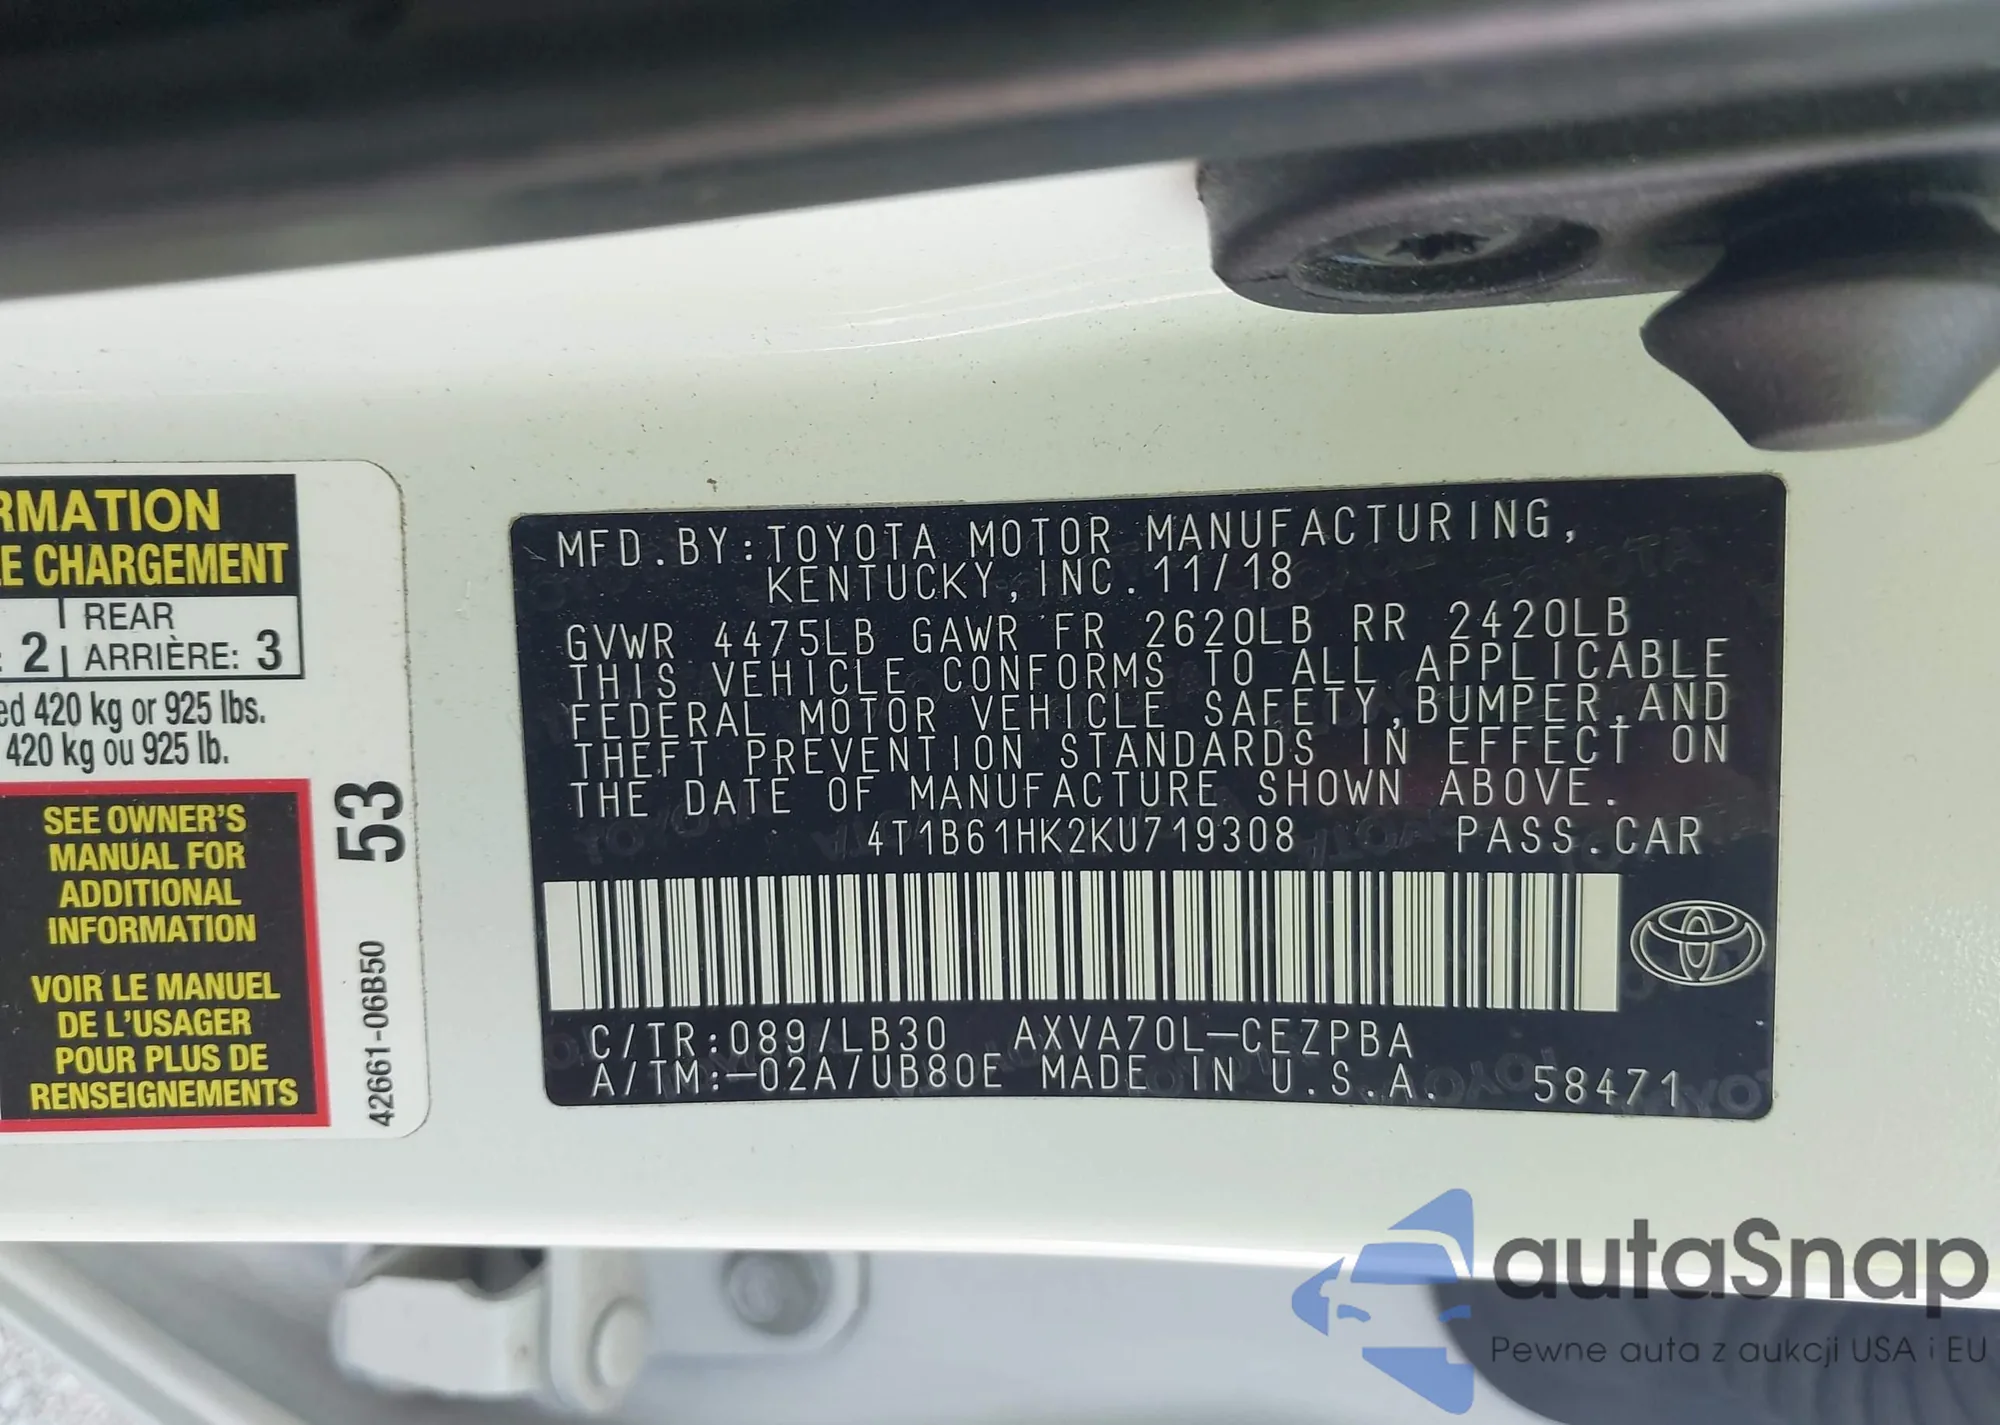 RMATION
E CHARGEMENT
REAR
2 ARRIÈRE: 3
ed 420 kg or 925 lbs.
420 kg ou 925 lb.
SEE OWNER'S
MANUAL FOR
ADDITIONAL
INFORMATION
VOIR LE MANUEL
DE L'USAGER
POUR PLUS DE
RENSEIGNEMENTS
53
42661-06B50
MFD.BY:TOYOTA MOTOR MANUFACTURING,
KENTUCKY,INC.11/18
GVWR 4475LB GAWR FR 2620LB RR 2420LB
THIS VEHICLE CONFORMS TO ALL APPLICABLE
FEDERAL MOTOR VEHICLE SAFETY,BUMPER,AND
THEFT PREVENTION STANDARDS IN EFFECT ON
THE DATE OF MANUFACTURE SHOWN ABOVE.
4T1B61HK2KU719308 PASS.CAR
C/TR:089/LB30 AXVA70L-CEZPBA
A/TM:-02A/UB80E MADE IN U.S.A. 58471
autaSnap
Pewne auta z aukcji USA i EU